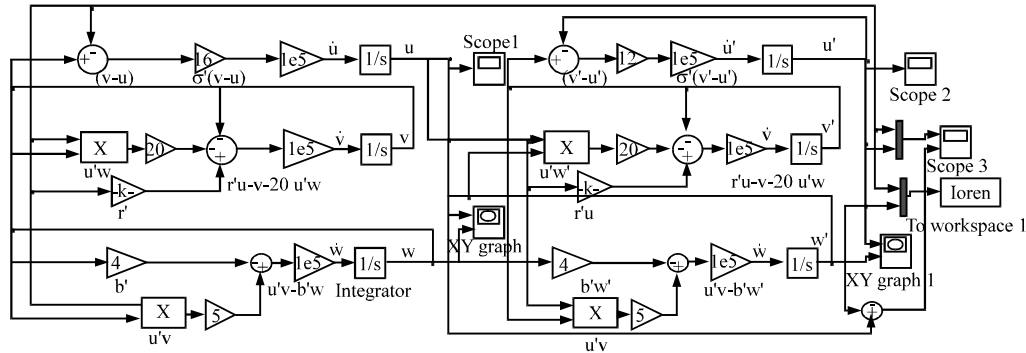 + -
(v-u)
16
σ'(v-u)
1e5
u̇
1/s
u
Scope1
+ -
(v'-u')
12
1e5
σ'(v'-u')
u̇'
1/s
u'
Scope 2
X
u'w
20
- - +
1e5
v̇
1/s
v
r'u-v-20 u'w
-k-
r'
X
u'w'
20
- - +
1e5
v̇
1/s
v'
r'u-v-20 u'w
-k-
r'u
Scope 3
Ioren
To workspace 1
XY graph
4
b'
- +
1e5
ẇ
1/s
w
u'v-b'w
Integrator
4
b'w'
- +
1e5
ẇ
1/s
w'
u'v-b'w'
XY graph 1
X
u'v
5
X
u'v
5
+ -